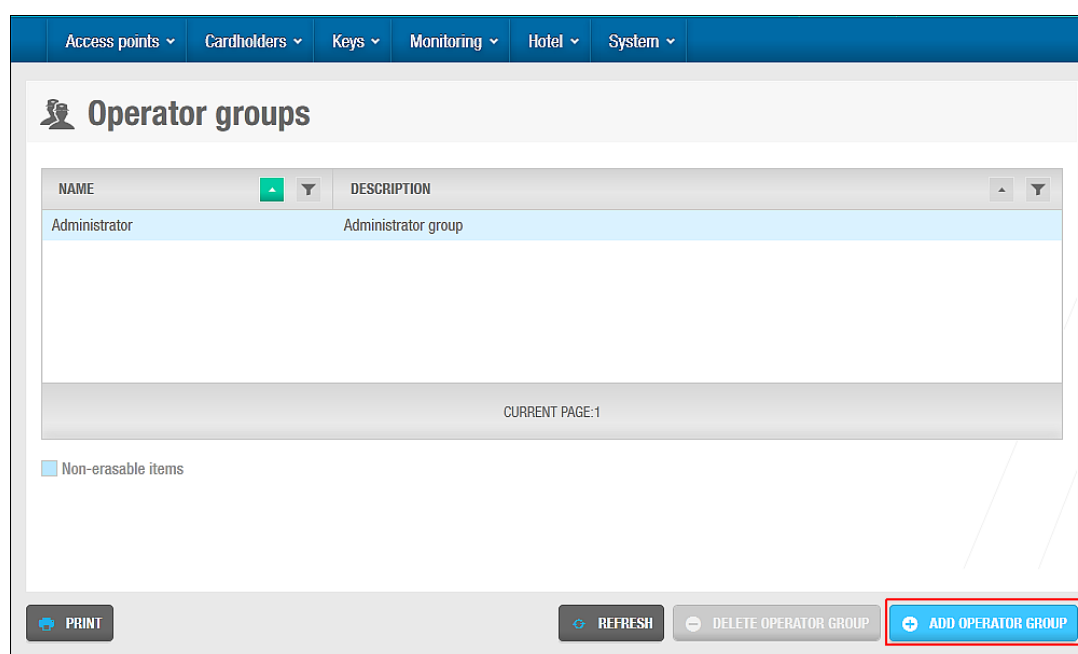 Access points Cardholders Keys Monitoring Hotel System
Operator groups
NAME DESCRIPTION
Administrator Administrator group
CURRENT PAGE:1
Non-erasable items
PRINT REFRESH DELETE OPERATOR GROUP ADD OPERATOR GROUP